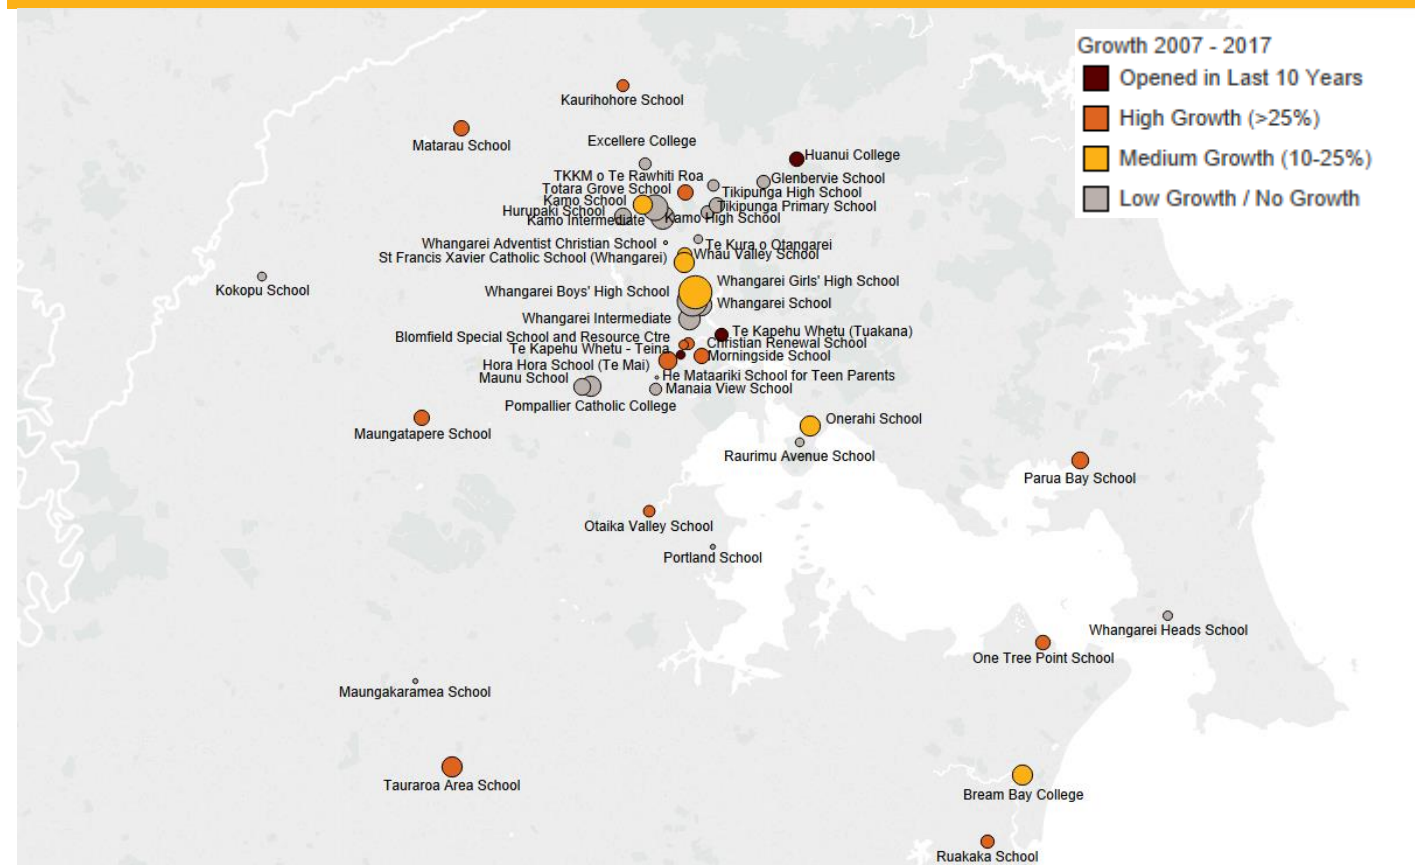 Growth 2007 - 2017
Opened in Last 10 Years
High Growth (>25%)
Medium Growth (10-25%)
Low Growth / No Growth
Kaurihohore School
Matarau School
Excellere College
Huanui College
TKKM o Te Rawhiti Roa
Glenbervie School
Totara Grove School
Tikipunga High School
Kamo School
Tikipunga Primary School
Hurupaki School
Kamo Intermediate
Kamo High School
Whangarei Adventist Christian School
Te Kura o Otangarei
St Francis Xavier Catholic School (Whangarei)
Whau Valley School
Kokopu School
Whangarei Girls' High School
Whangarei Boys' High School
Whangarei School
Whangarei Intermediate
Te Kapehu Whetu (Tuakana)
Blomfield Special School and Resource Ctre
Christian Renewal School
Te Kapehu Whetu - Teina
Morningside School
Hora Hora School (Te Mai)
He Mataariki School for Teen Parents
Maunu School
Manaia View School
Pompallier Catholic College
Onerahi School
Maungatapere School
Raurimu Avenue School
Parua Bay School
Otaika Valley School
Portland School
Whangarei Heads School
One Tree Point School
Maungakaramea School
Tauraroa Area School
Bream Bay College
Ruakaka School